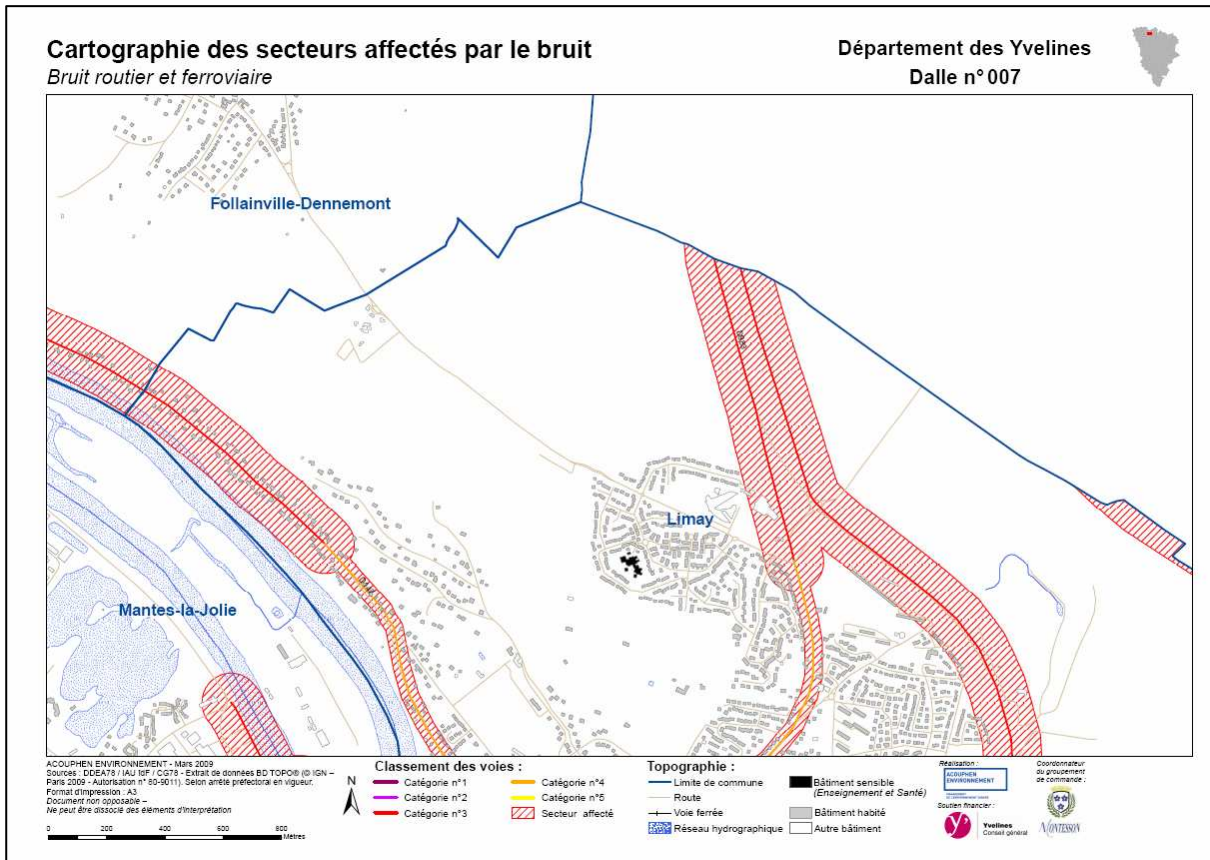 Cartographie des secteurs affectés par le bruit
Bruit routier et ferroviaire
Département des Yvelines
Dalle n° 007
Follainville-Dennemont
Limay
Mantes-la-Jolie
ACOUPHEN ENVIRONNEMENT - Mars 2009
Sources : DDEA78 / IAU îdF / CG78 - Extrait de données BD TOPO® (© IGN –
Paris 2009 - Autorisation n° 80-9011). Selon arrêté préfectoral en vigueur.
Format d'impression : A3
Document non opposable –
Ne peut être dissocié des éléments d'interprétation
0 200 400 600 800
Mètres
N
Classement des voies :
Catégorie n°1
Catégorie n°2
Catégorie n°3
Catégorie n°4
Catégorie n°5
Secteur affecté
Topographie :
Limite de commune
Route
Voie ferrée
Réseau hydrographique
Bâtiment sensible
(Enseignement et Santé)
Bâtiment habité
Autre bâtiment
Réalisation :
ACOUPHEN
ENVIRONNEMENT
Soutien financier :
Yvelines
Conseil général
Coordonnateur
du groupement
de commande :
MONTESSON